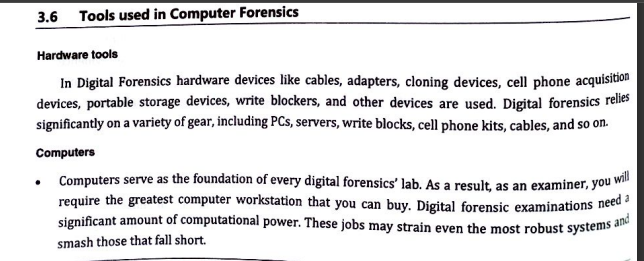 3.6 Tools used in Computer Forensics
Hardware tools
In Digital Forensics hardware devices like cables, adapters, cloning devices, cell phone acquisition
devices, portable storage devices, write blockers, and other devices are used. Digital forensics relies
significantly on a variety of gear, including PCs, servers, write blocks, cell phone kits, cables, and so on.
Computers
• Computers serve as the foundation of every digital forensics' lab. As a result, as an examiner, you will
require the greatest computer workstation that you can buy. Digital forensic examinations need a
significant amount of computational power. These jobs may strain even the most robust systems and
smash those that fall short.